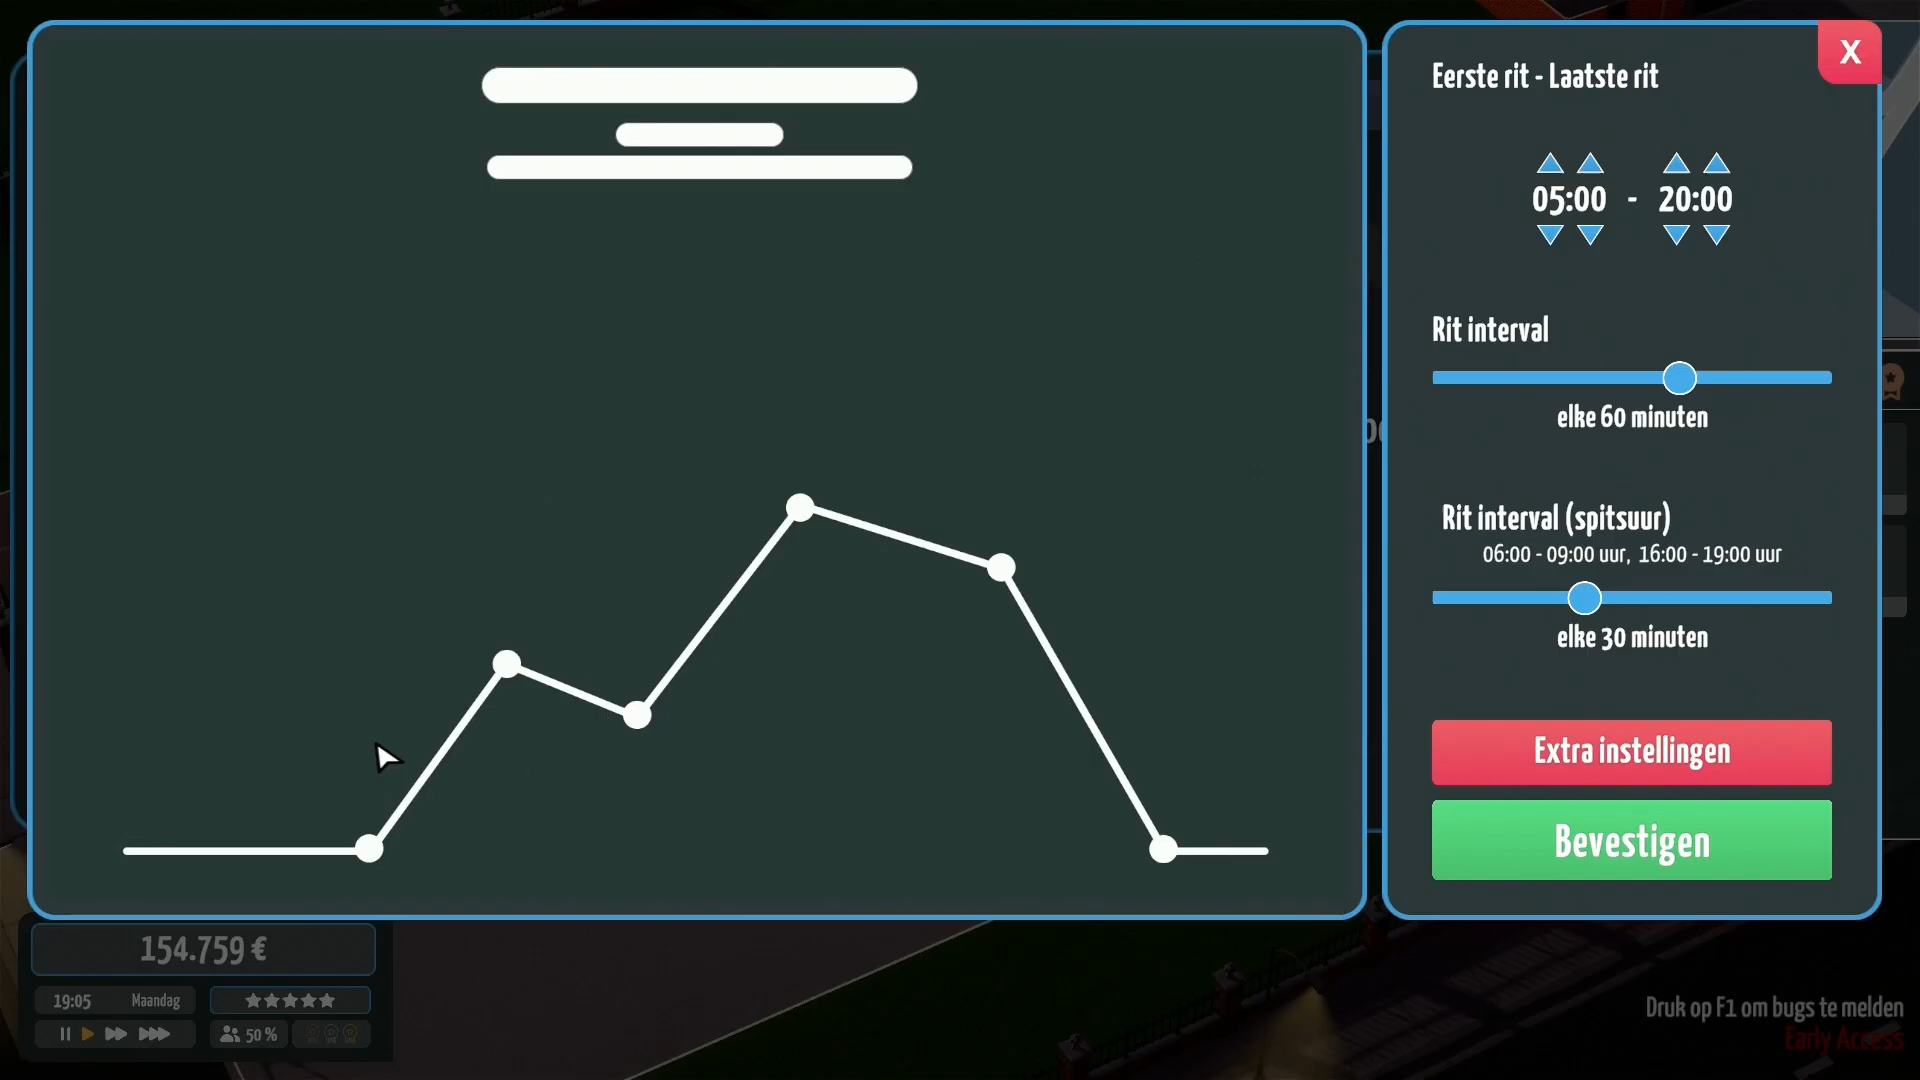 X
Eerste rit - Laatste rit
05:00 - 20:00
Rit interval
elke 60 minuten
Rit interval (spitsuur)
06:00 - 09:00 uur, 16:00 - 19:00 uur
elke 30 minuten
Extra instellingen
Bevestigen
154.759 €
19:05 Maandag
50 %
Druk op F1 om bugs te melden
Early Access